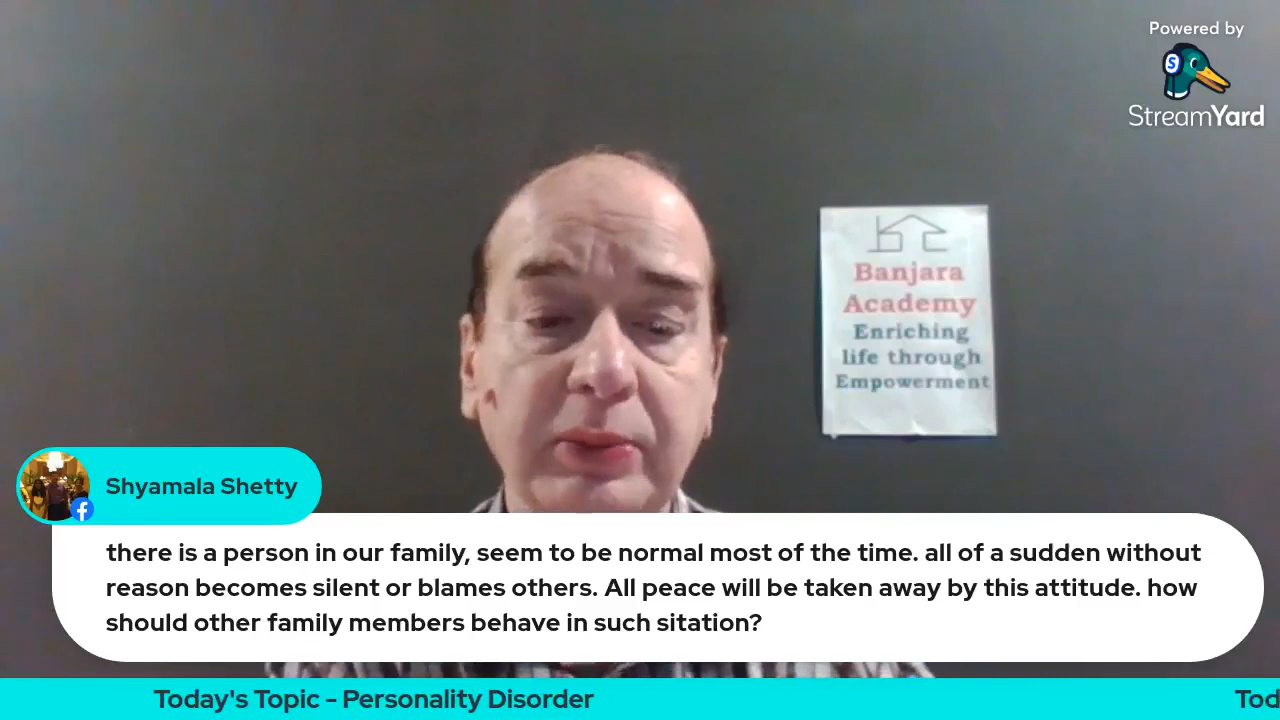 Powered by
StreamYard
Banjara
Academy
Enriching
life through
Empowerment
Shyamala Shetty
there is a person in our family, seem to be normal most of the time. all of a sudden without
reason becomes silent or blames others. All peace will be taken away by this attitude. how
should other family members behave in such sitation?
Today's Topic - Personality Disorder
Tod